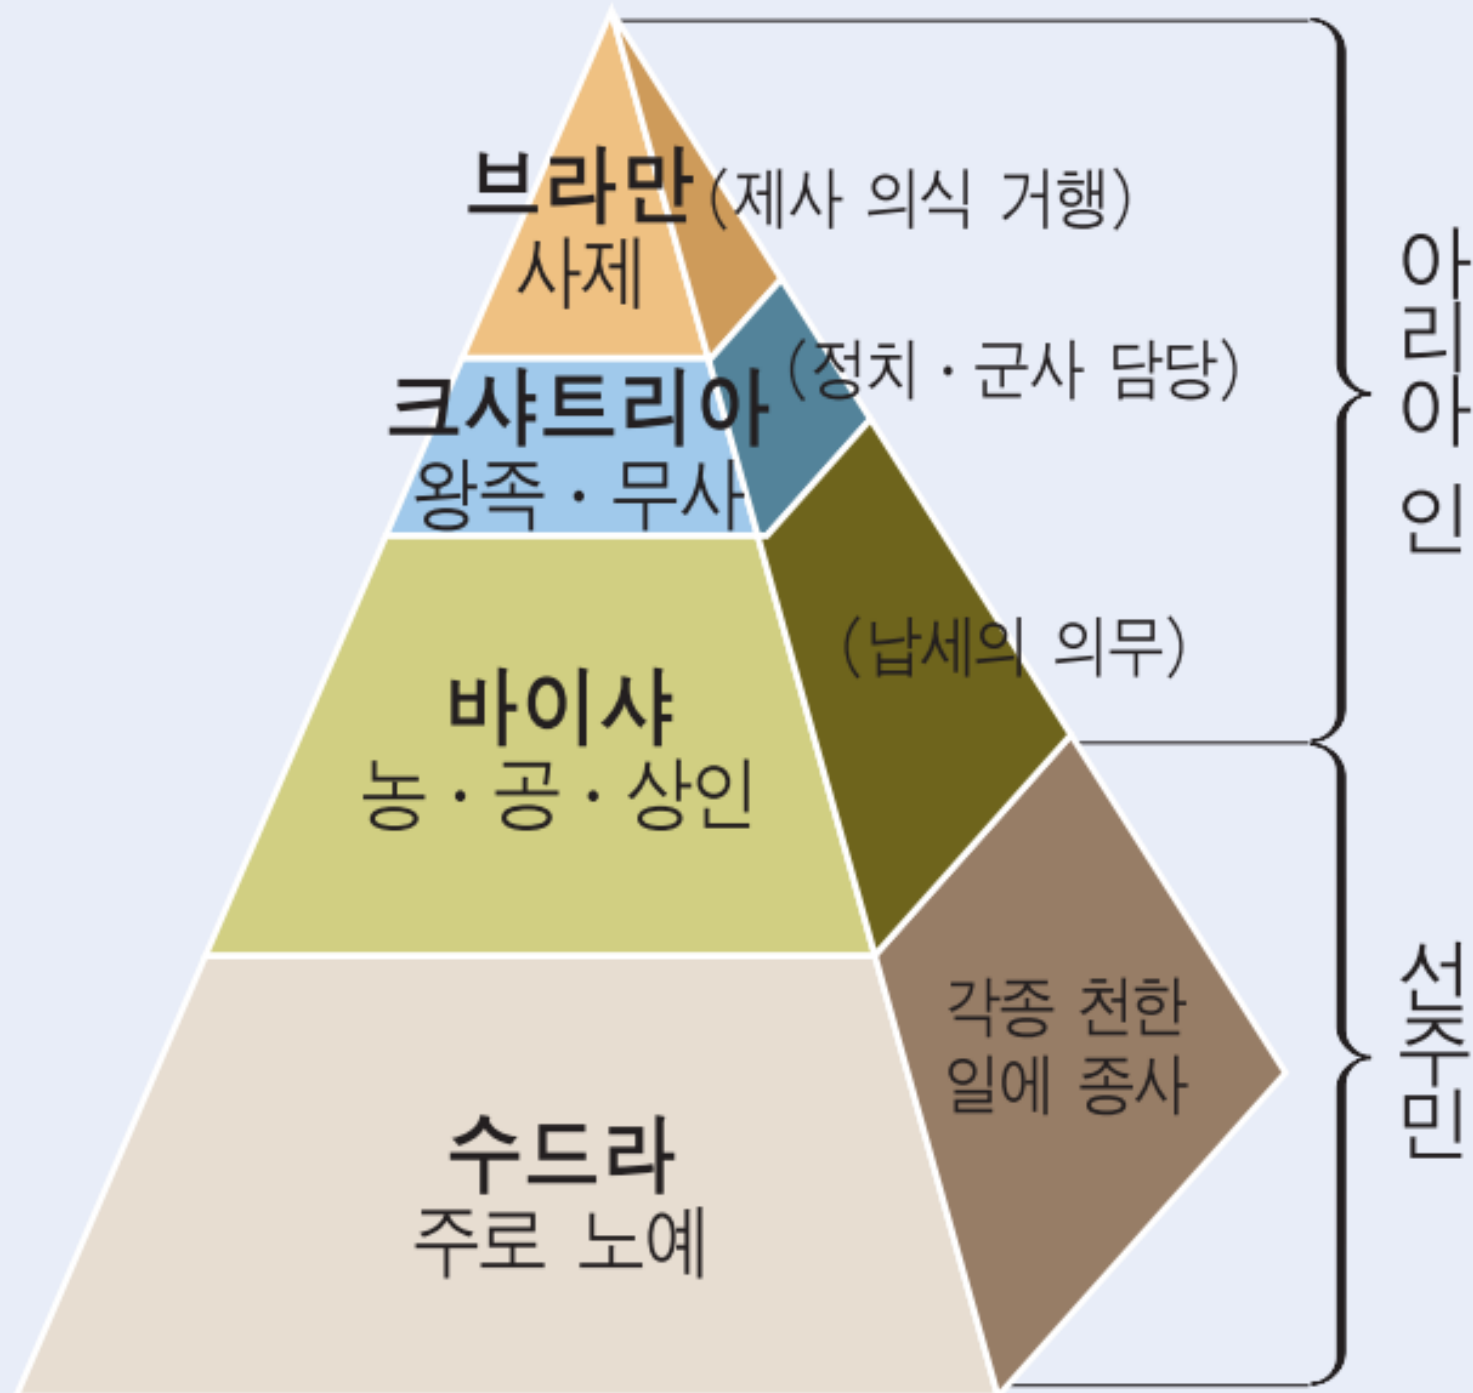 브라만 (제사 의식 거행)
사제
크샤트리아 (정치·군사 담당)
왕족·무사
바이샤 (납세의 의무)
농·공·상인
수드라
주로 노예
각종 천한
일에 종사
아리아 인
선주민